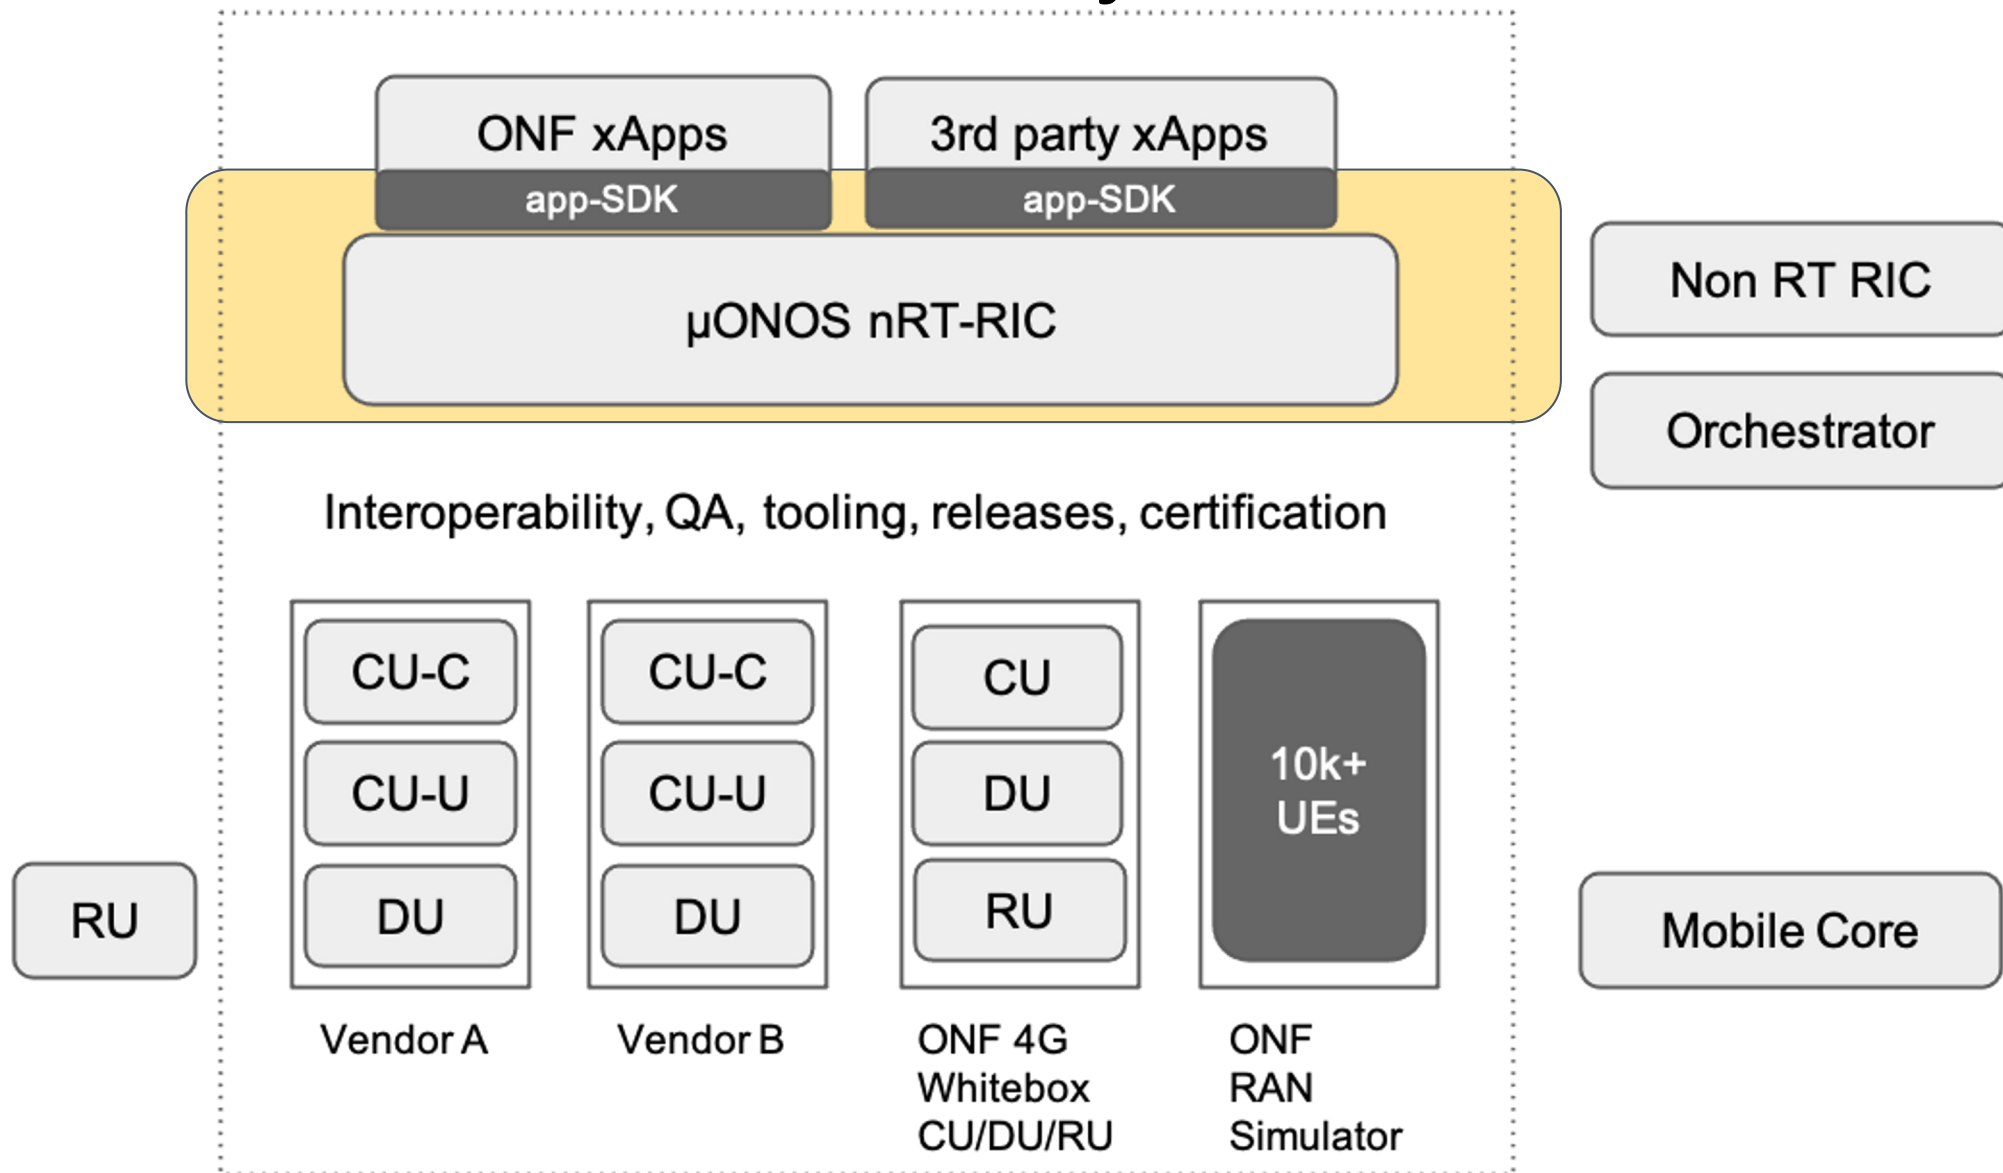 ONF xApps
3rd party xApps
app-SDK
app-SDK
µONOS nRT-RIC
Non RT RIC
Orchestrator
Interoperability, QA, tooling, releases, certification
CU-C
CU-U
DU
CU-C
CU-U
DU
CU
DU
RU
10k+
UEs
RU
Mobile Core
Vendor A
Vendor B
ONF 4G
Whitebox
CU/DU/RU
ONF
RAN
Simulator